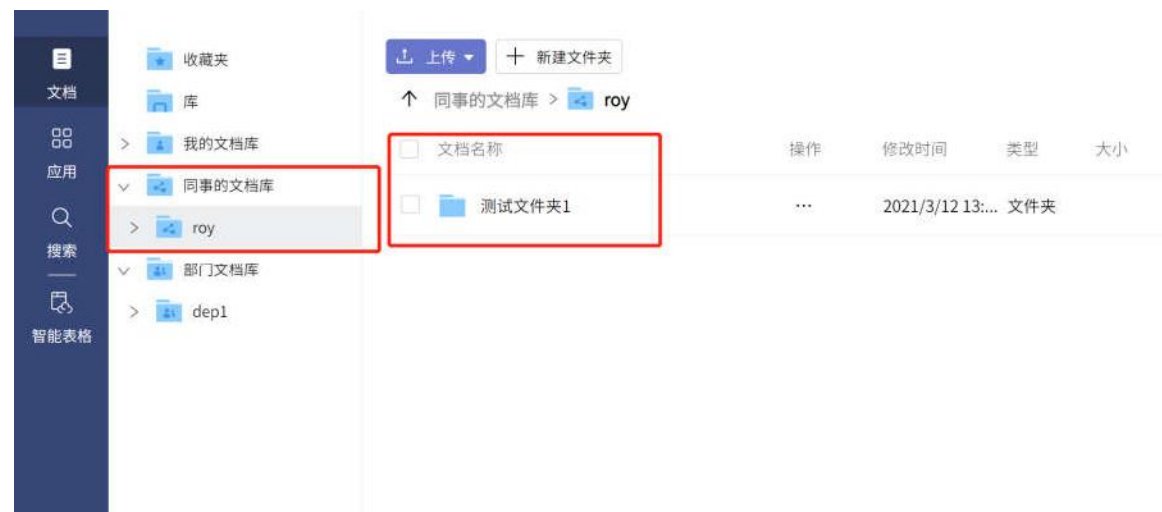 文档
应用
搜索
智能表格
收藏夹
库
> 我的文档库
同事的文档库
> roy
部门文档库
> dep1
上传 + 新建文件夹
↑ 同事的文档库 > roy
文档名称 操作 修改时间 类型 大小
测试文件夹1 ... 2021/3/12 13:... 文件夹